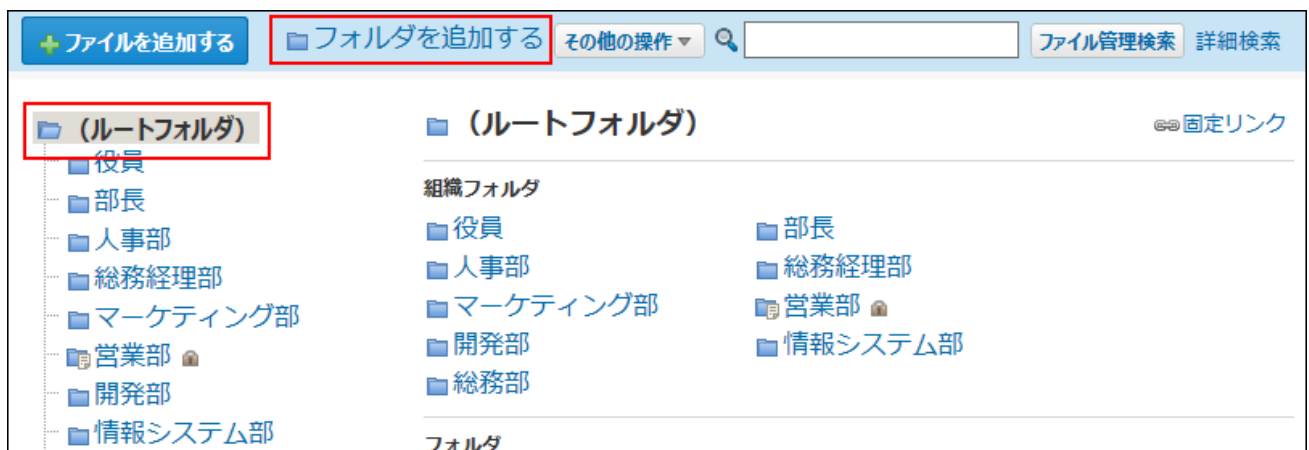 ファイルを追加する フォルダを追加する その他の操作 ファイル管理検索 詳細検索
(ルートフォルダ)
役員
部長
人事部
総務経理部
マーケティング部
営業部
開発部
情報システム部
(ルートフォルダ) 固定リンク
組織フォルダ
役員 部長
人事部 総務経理部
マーケティング部 営業部
開発部 情報システム部
総務部
フォルダ